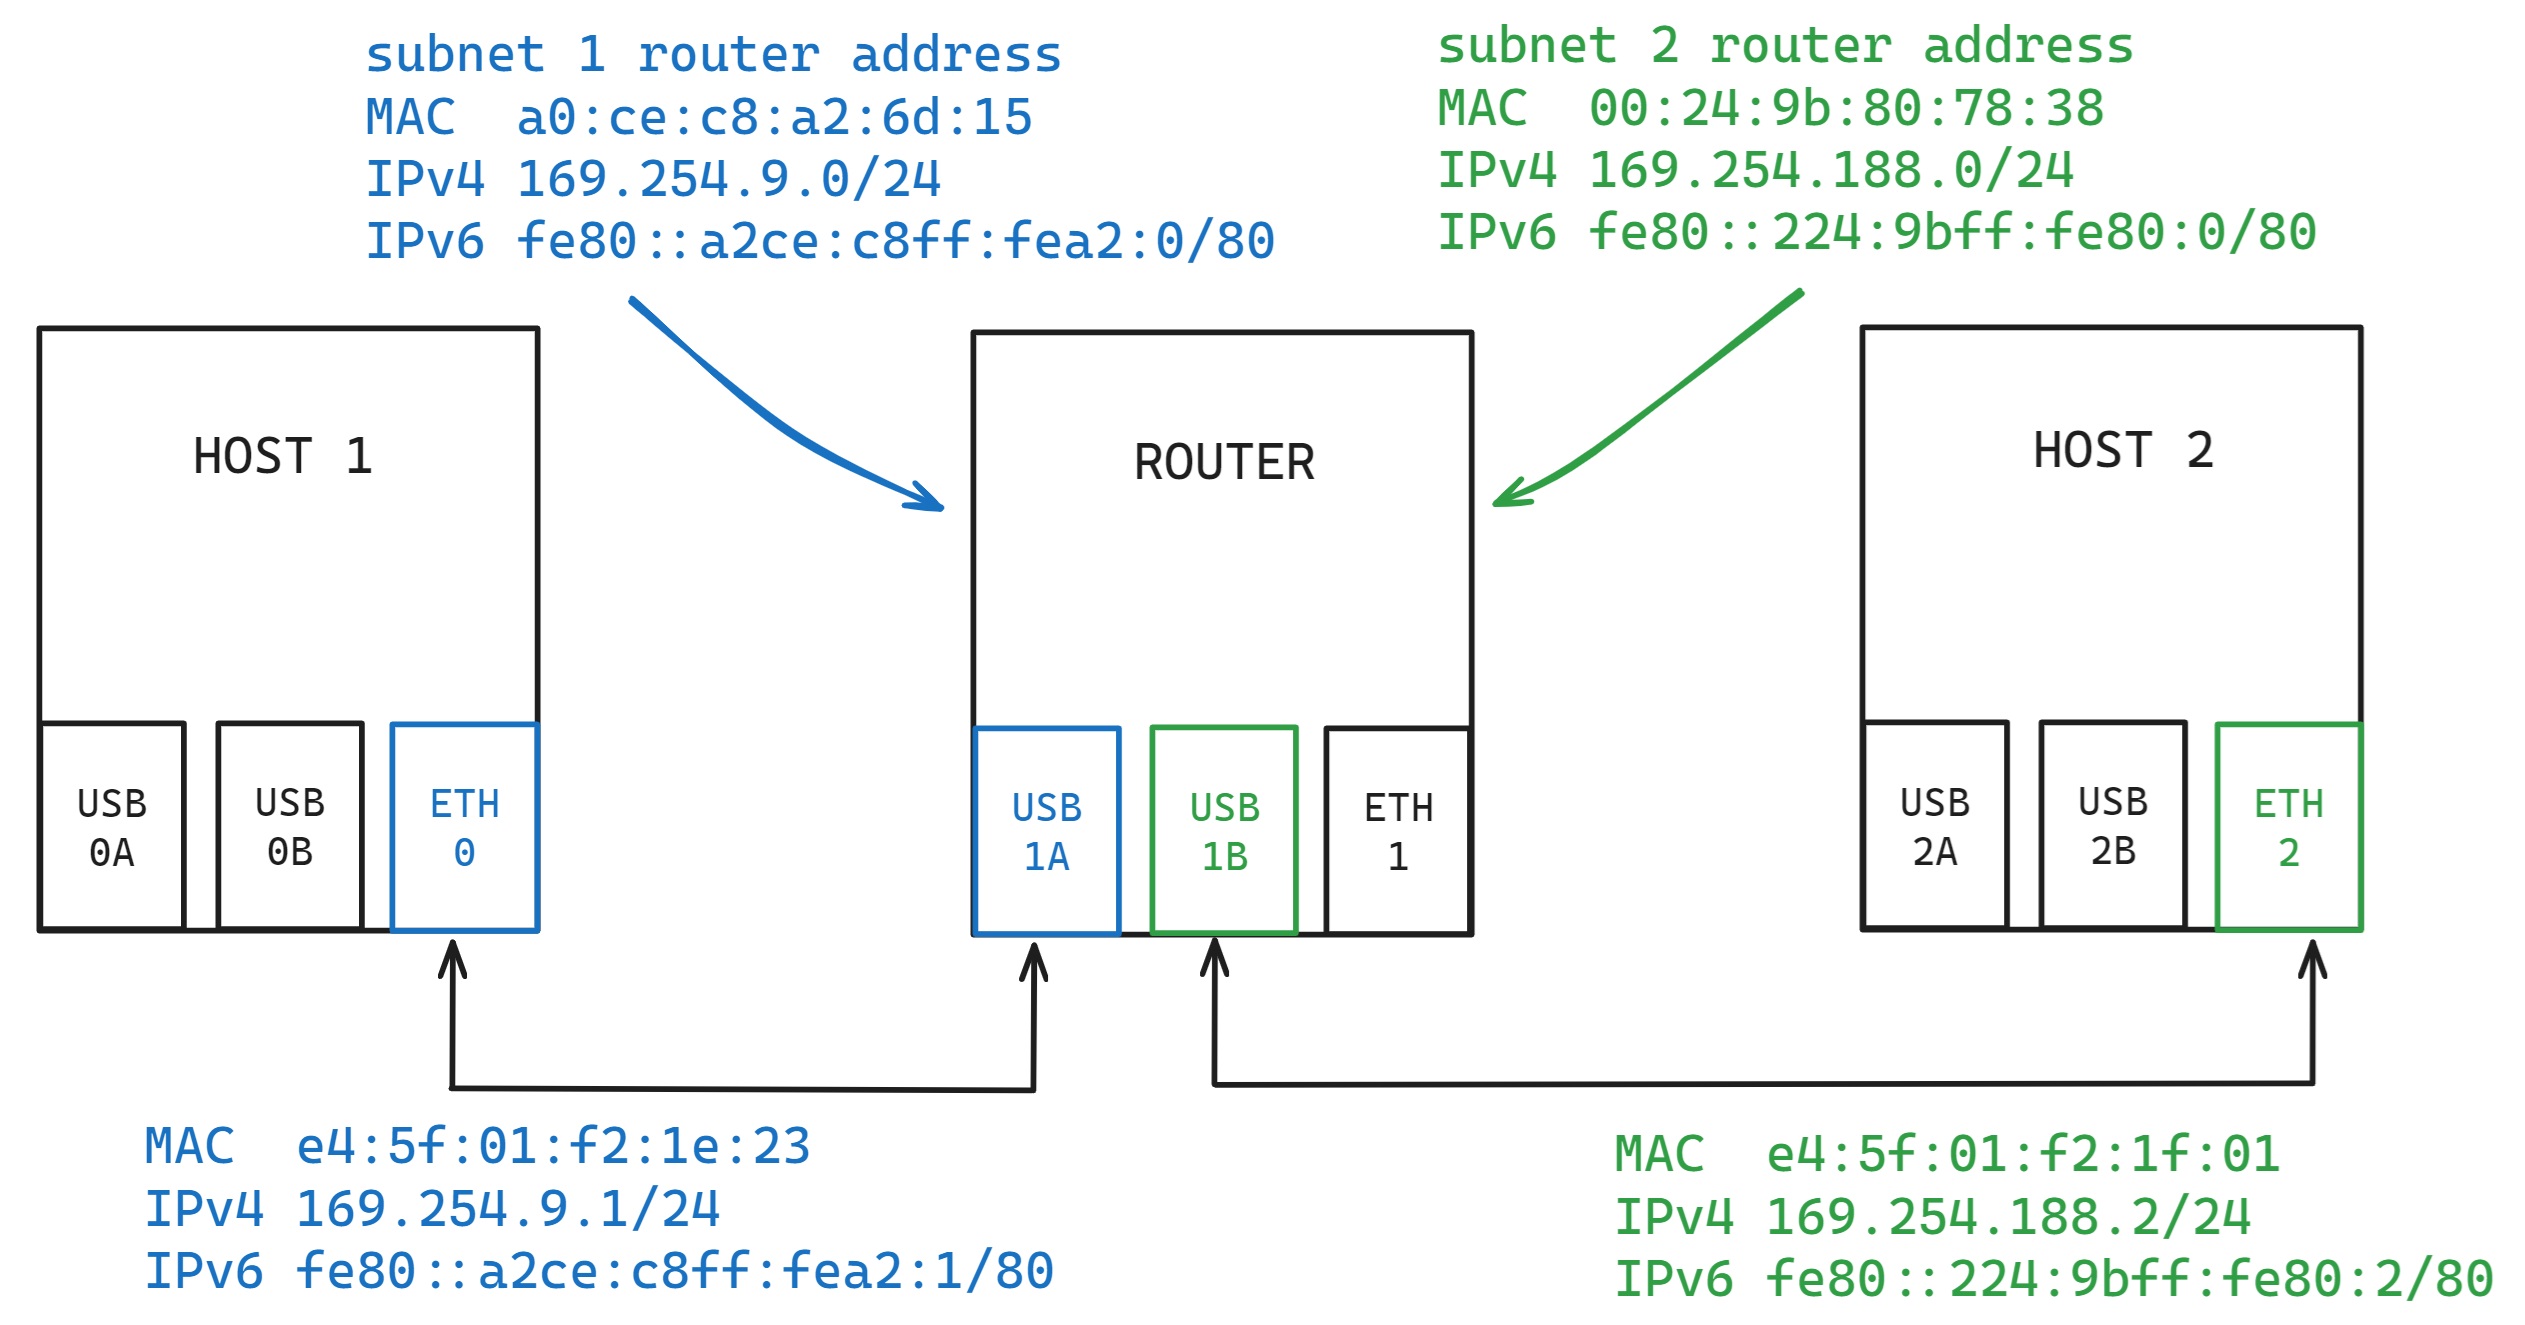 subnet 1 router address
MAC  a0:ce:c8:a2:6d:15
IPv4 169.254.9.0/24
IPv6 fe80::a2ce:c8ff:fea2:0/80
subnet 2 router address
MAC  00:24:9b:80:78:38
IPv4 169.254.188.0/24
IPv6 fe80::224:9bff:fe80:0/80
HOST 1
ROUTER
HOST 2
USB
0A
USB
0B
ETH
0
USB
1A
USB
1B
ETH
1
USB
2A
USB
2B
ETH
2
MAC  e4:5f:01:f2:1e:23
IPv4 169.254.9.1/24
IPv6 fe80::a2ce:c8ff:fea2:1/80
MAC  e4:5f:01:f2:1f:01
IPv4 169.254.188.2/24
IPv6 fe80::224:9bff:fe80:2/80